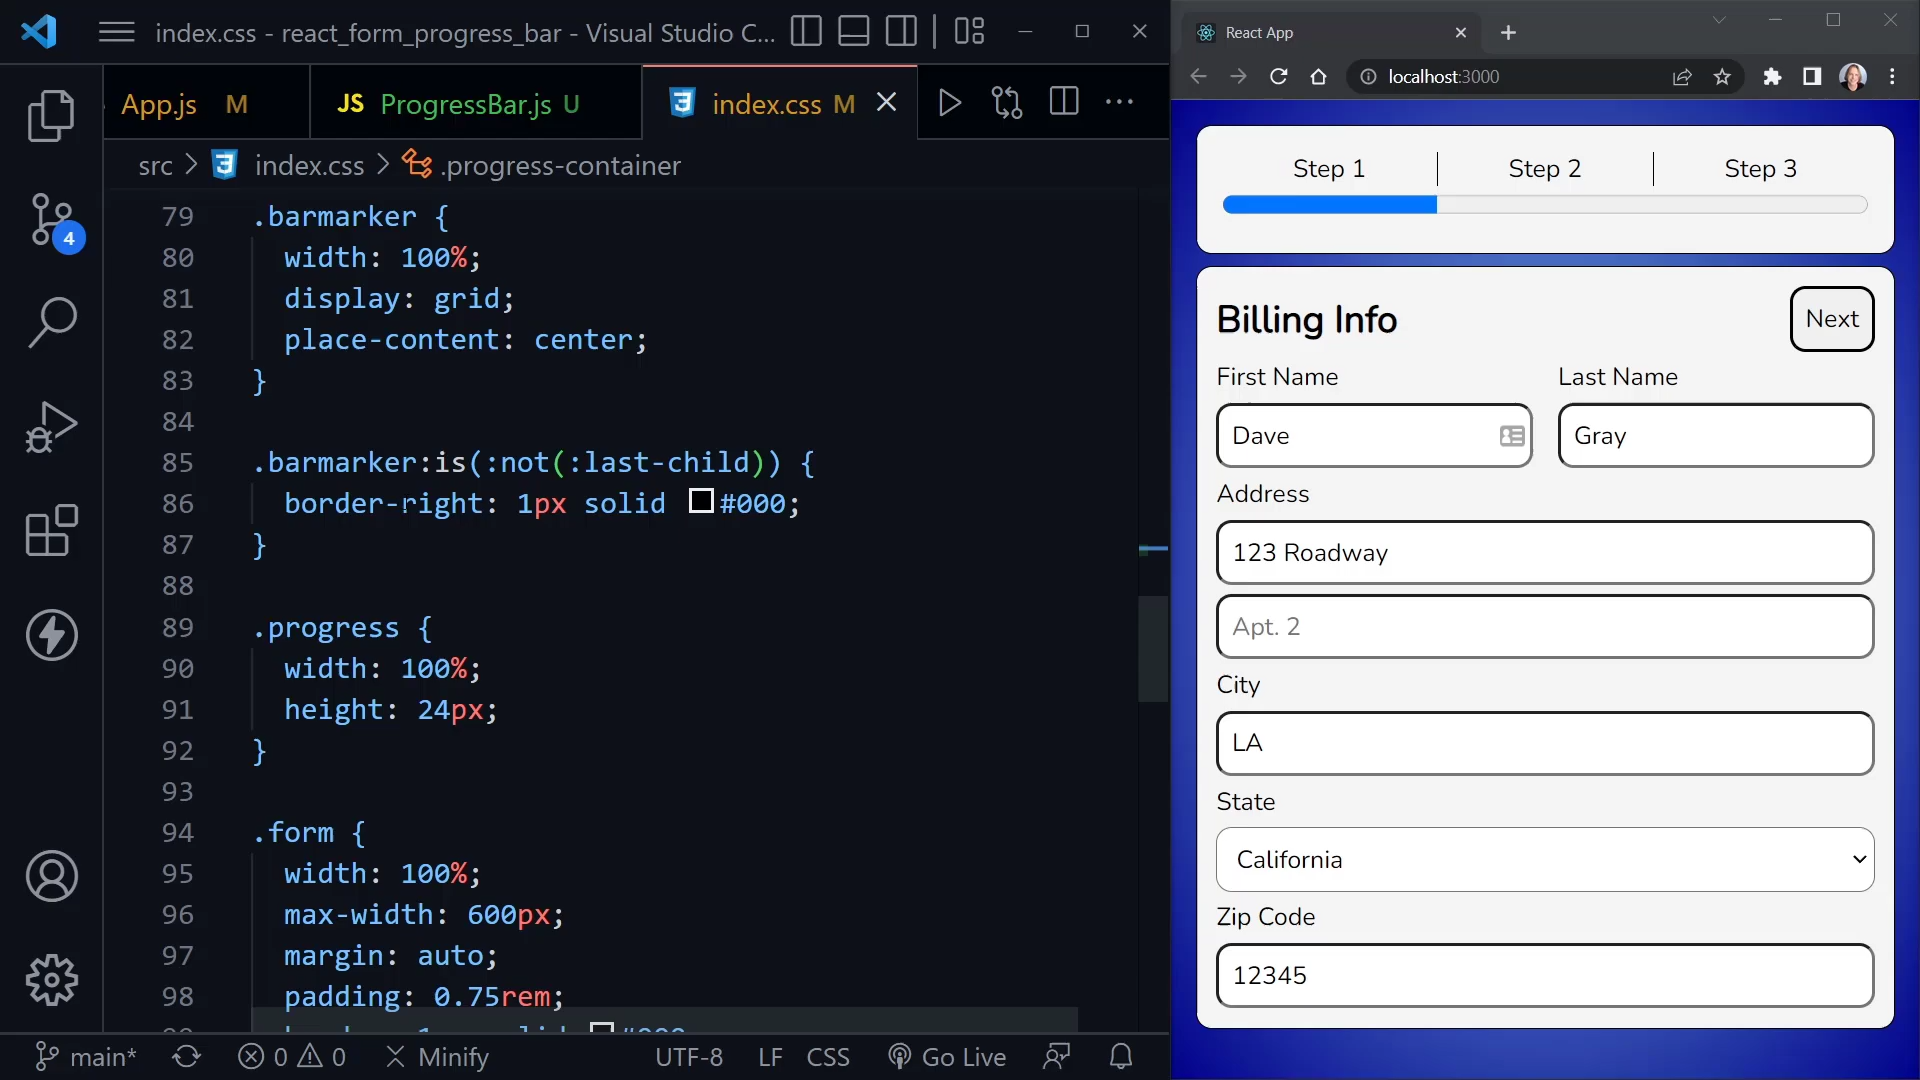 index.css - react_form_progress_bar - Visual Studio C...
App.js M
JS ProgressBar.js U
index.css M
src > index.css > .progress-container
79 .barmarker {
80 width: 100%;
81 display: grid;
82 place-content: center;
83 }
84
85 .barmarker:is(:not(:last-child)) {
86 border-right: 1px solid #000;
87 }
88
89 .progress {
90 width: 100%;
91 height: 24px;
92 }
93
94 .form {
95 width: 100%;
96 max-width: 600px;
97 margin: auto;
98 padding: 0.75rem;
4
main* 0 0 Minify UTF-8 LF CSS Go Live
React App
localhost:3000
Step 1 Step 2 Step 3
Billing Info
Next
First Name Last Name
Dave Gray
Address
123 Roadway
Apt. 2
City
LA
State
California
Zip Code
12345